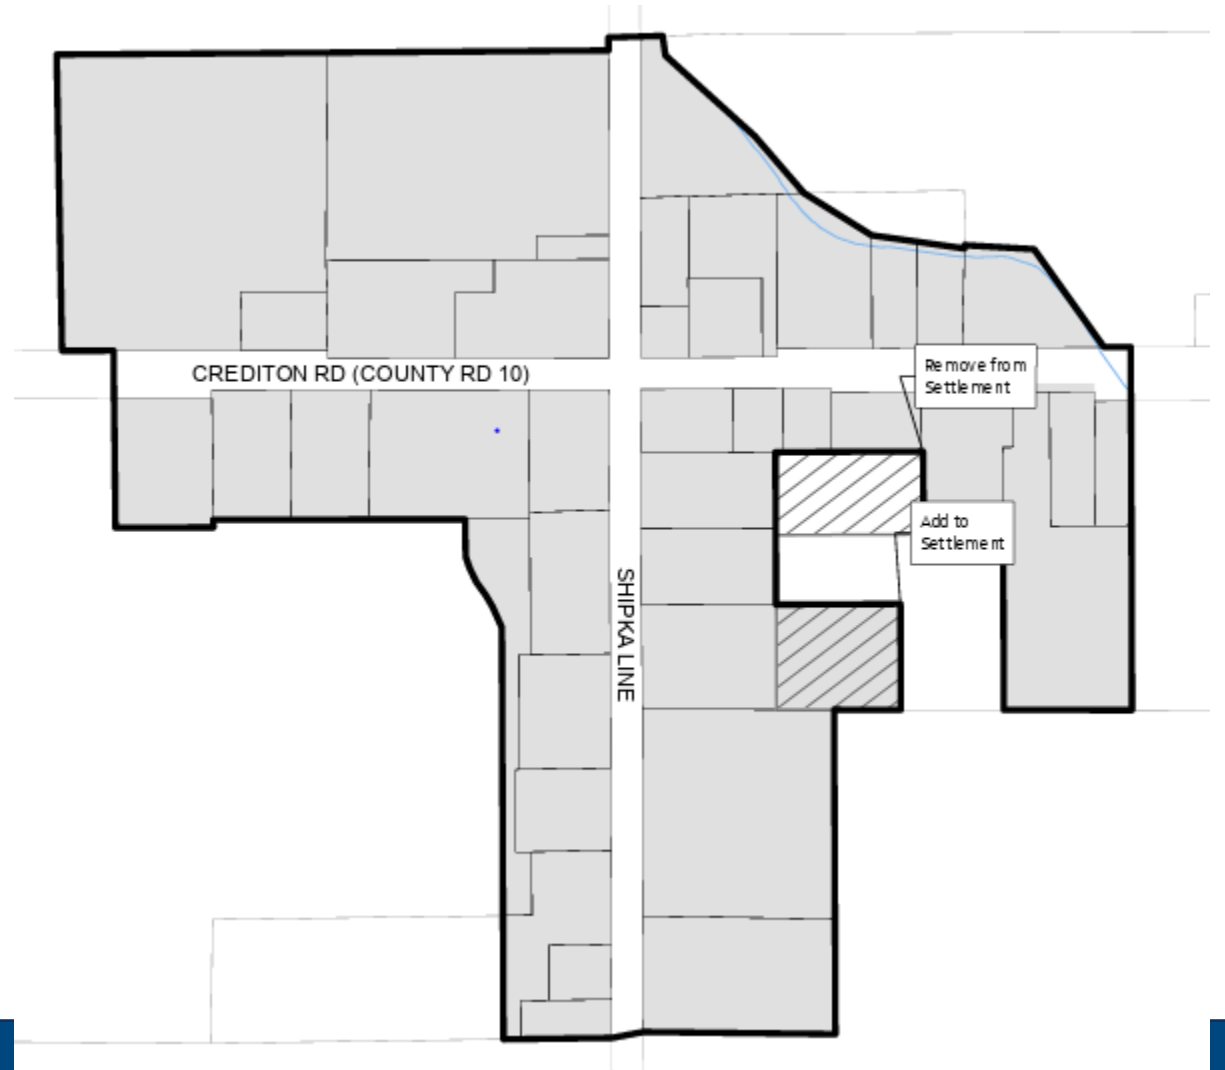 CREDITON RD (COUNTY RD 10)
Remove from
Settlement
Add to
Settlement
SHIPKA LINE